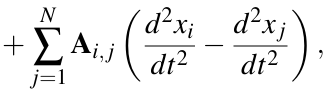 $+ \sum_{j=1}^{N} \mathbf{A}_{i,j} \left( \frac{d^2 x_i}{dt^2} - \frac{d^2 x_j}{dt^2} \right),$